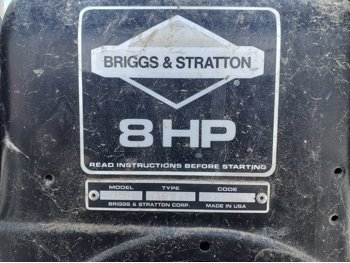 BRIGGS & STRATTON
8 HP
READ INSTRUCTIONS BEFORE STARTING
MODEL TYPE CODE
BRIGGS & STRATTON CORP. MADE IN USA